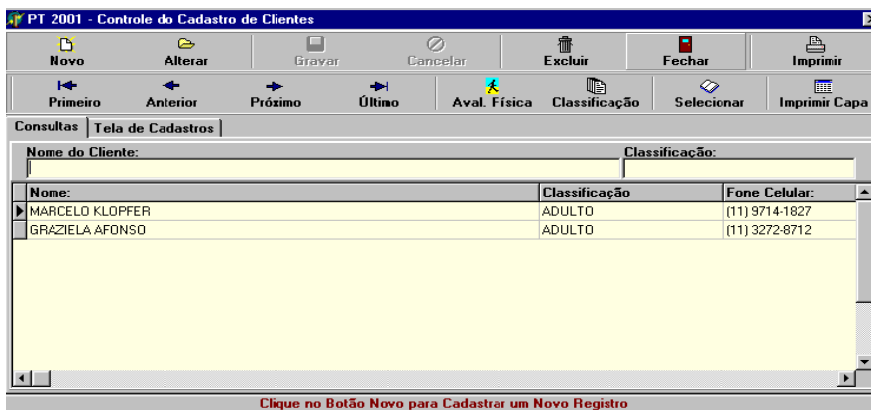 PT 2001 - Controle do Cadastro de Clientes
Novo Alterar Gravar Cancelar Excluir Fechar Imprimir
Primeiro Anterior Próximo Último Aval. Física Classificação Selecionar Imprimir Capa
Consultas Tela de Cadastros
Nome do Cliente: Classificação:
Nome: Classificação Fone Celular:
MARCELO KLOPFER ADULTO (11) 9714-1827
GRAZIELA AFONSO ADULTO (11) 3272-8712
Clique no Botão Novo para Cadastrar um Novo Registro